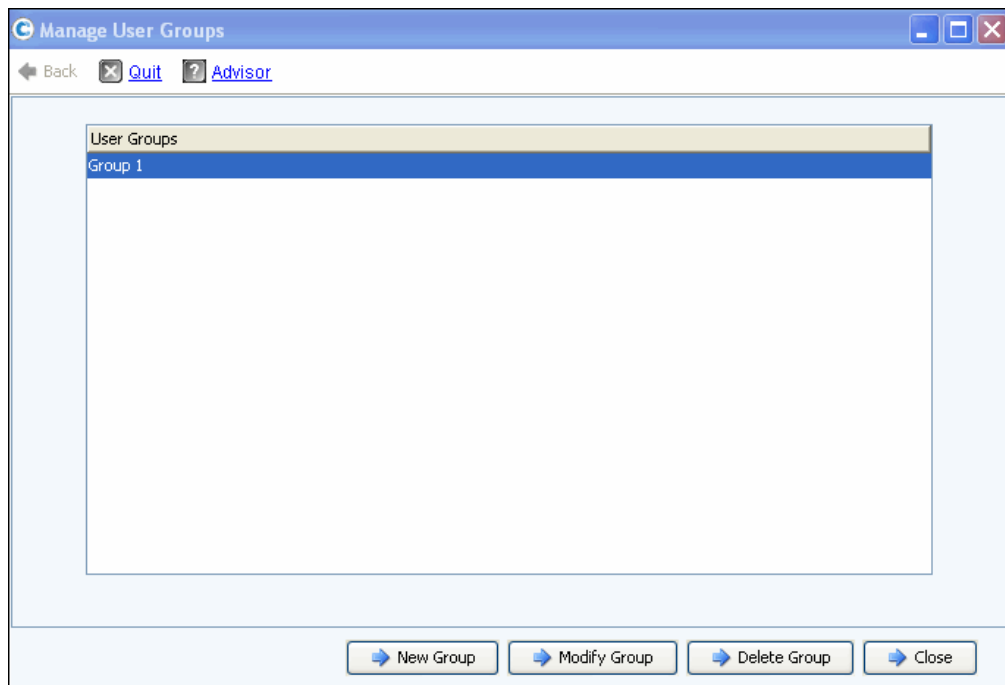 Manage User Groups
Back Quit Advisor
User Groups
Group 1
New Group Modify Group Delete Group Close